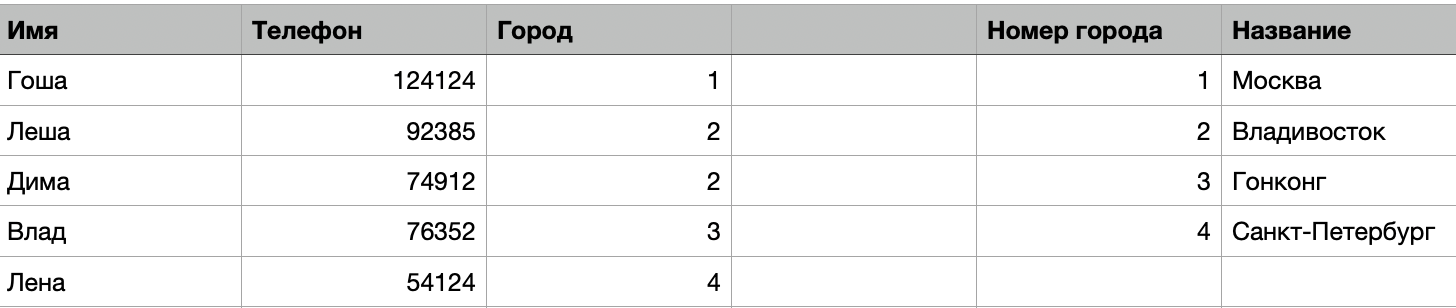 Имя Телефон Город Номер города Название
Гоша 124124 1 1 Москва
Леша 92385 2 2 Владивосток
Дима 74912 2 3 Гонконг
Влад 76352 3 4 Санкт-Петербург
Лена 54124 4